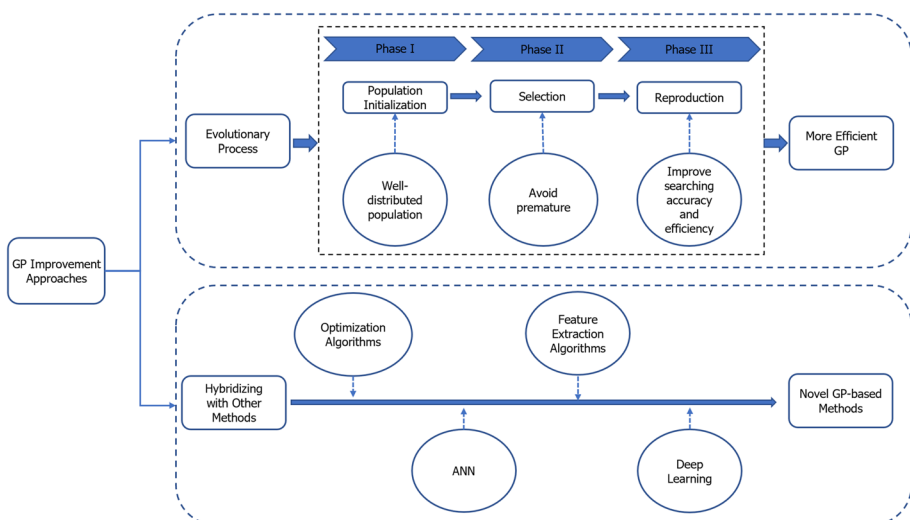 Phase I
Phase II
Phase III
Population
Initialization
Selection
Reproduction
Evolutionary
Process
More Efficient
GP
Well-
distributed
population
Avoid
premature
Improve
searching
accuracy
and
efficiency
GP Improvement
Approaches
Optimization
Algorithms
Feature
Extraction
Algorithms
Hybridizing
with Other
Methods
Novel GP-based
Methods
ANN
Deep
Learning